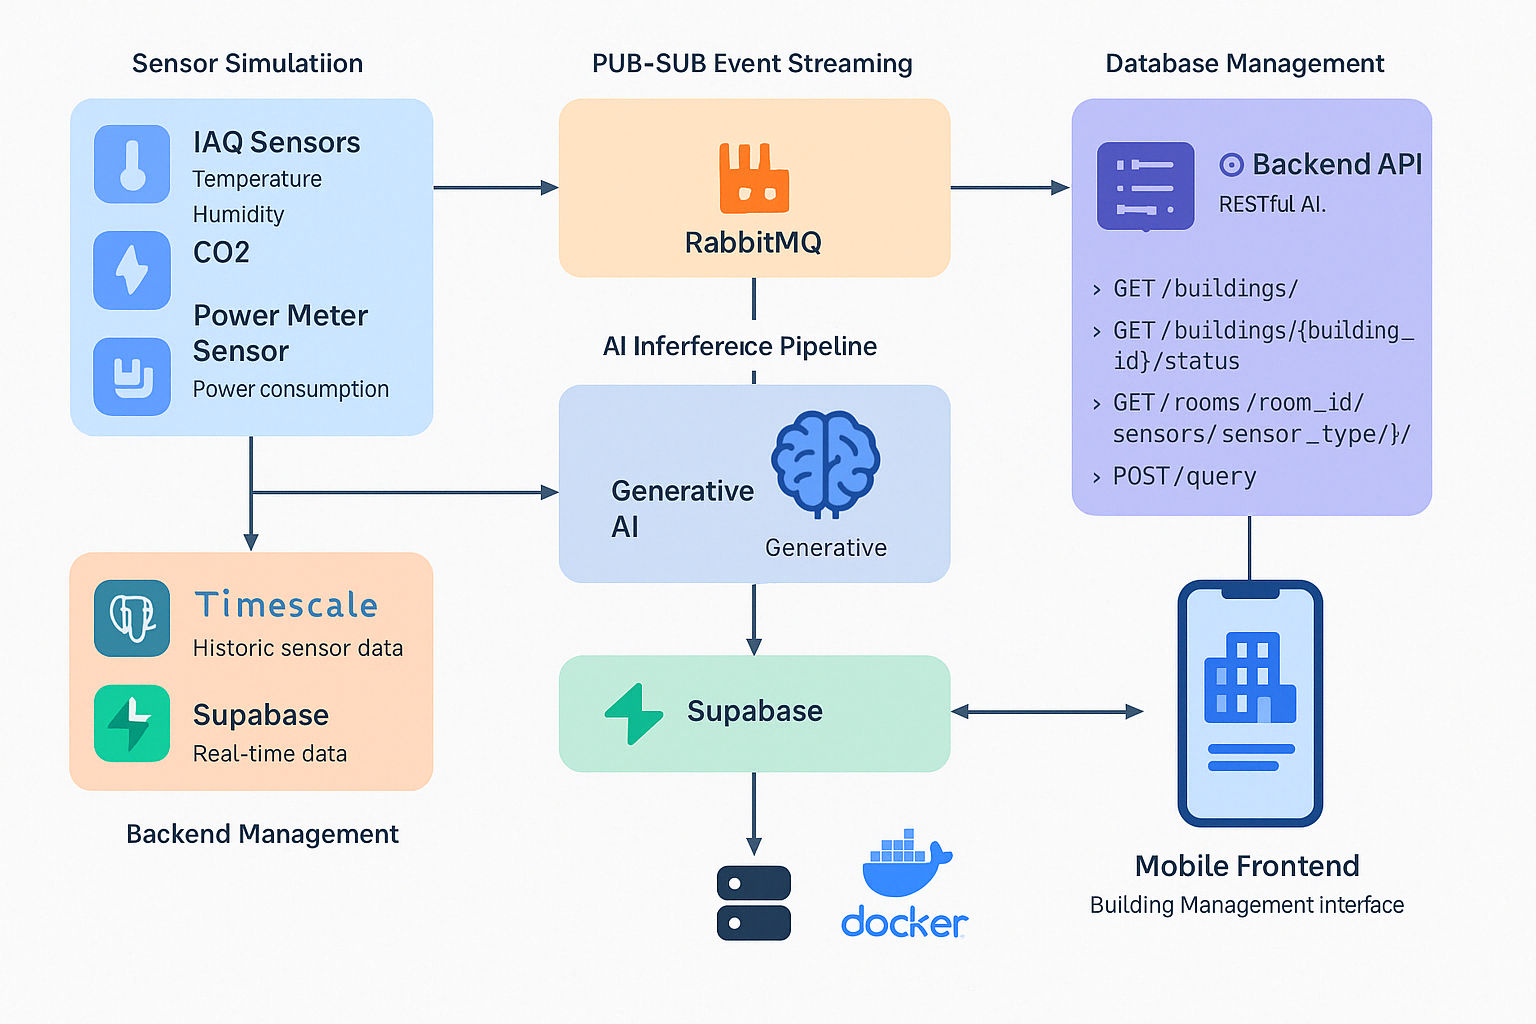 Sensor Simulatiion
IAQ Sensors
Temperature
Humidity
CO2
Power Meter
Sensor
Power consumption
PUB-SUB Event Streaming
RabbitMQ
Database Management
Backend API
RESTful AI.
› GET /buildings/
› GET /buildings/{building_
id}/status
› GET /rooms /room_id/
sensors/sensor_type/}/
› POST /query
AI Inferference Pipeline
Generative
AI
Generative
Timescale
Historic sensor data
Supabase
Real-time data
Backend Management
Supabase
docker
Mobile Frontend
Building Management interface